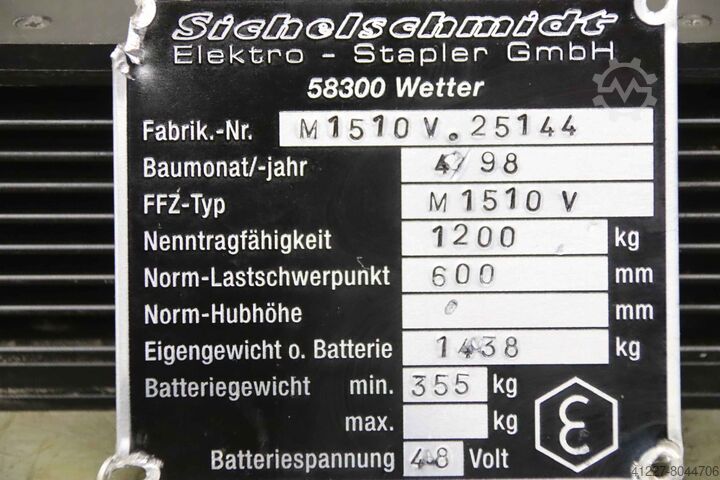 Sichelschmidt
Elektro - Stapler GmbH
58300 Wetter
Fabrik.-Nr. M1510V.25144
Baumonat/-jahr 4/98
FFZ-Typ M1510 V
Nenntragfähigkeit 1200 kg
Norm-Lastschwerpunkt 600 mm
Norm-Hubhöhe mm
Eigengewicht o. Batterie 1438 kg
Batteriegewicht min. 355 kg
max. kg
Batteriespannung 48 Volt
41227-8044706